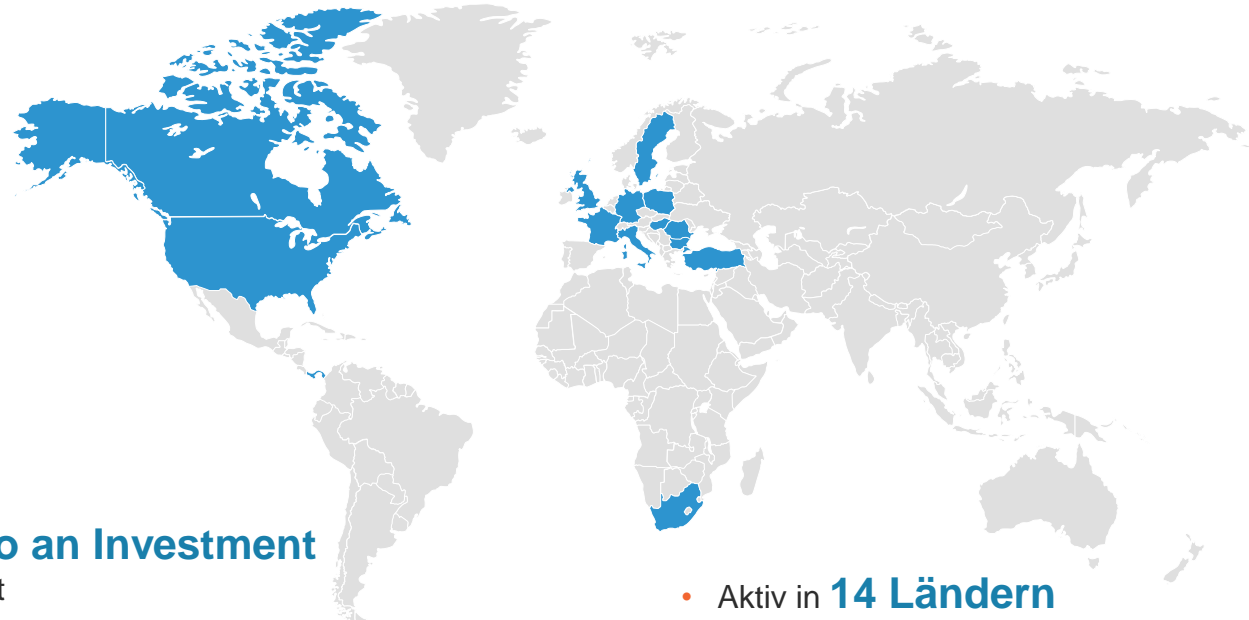 o an Investment
t
• Aktiv in 14 Ländern